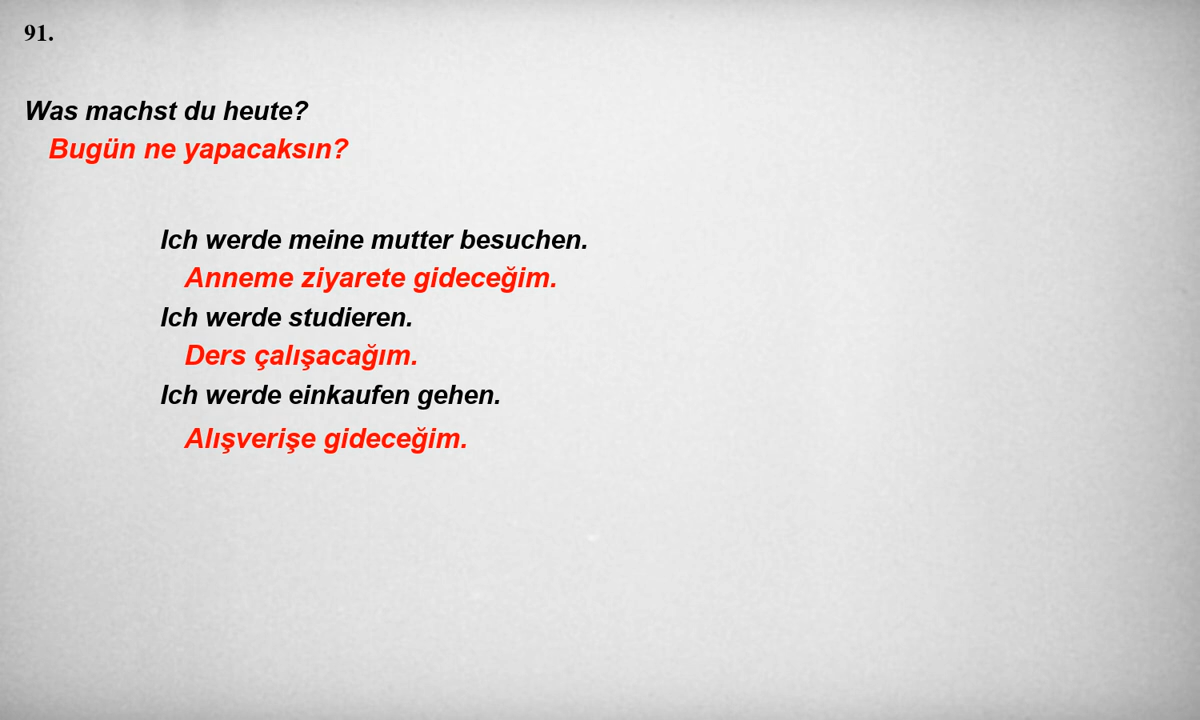 91.
Was machst du heute?
Bugün ne yapacaksın?
Ich werde meine mutter besuchen.
Anneme ziyarete gideceğim.
Ich werde studieren.
Ders çalışacağım.
Ich werde einkaufen gehen.
Alışverişe gideceğim.